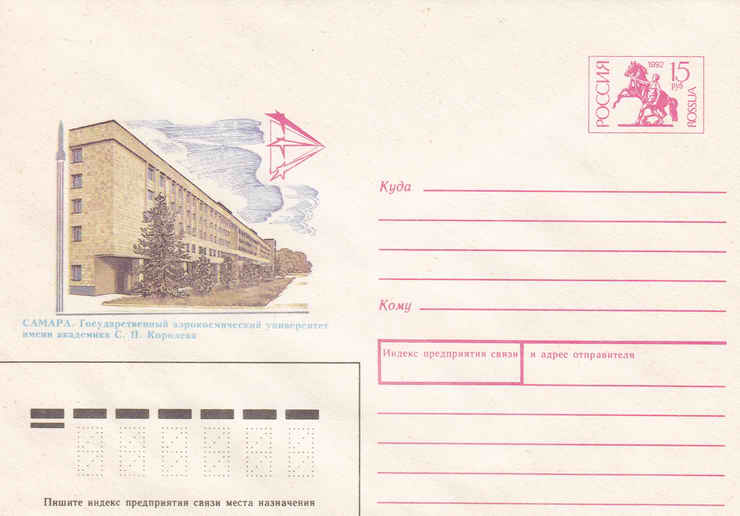 РОССИЯ 1992 15 руб ROSSIJA
Куда
Кому
САМАРА. Государственный аэрокосмический университет
имени академика С. П. Королева
Индекс предприятия связи и адрес отправителя
Пишите индекс предприятия связи места назначения